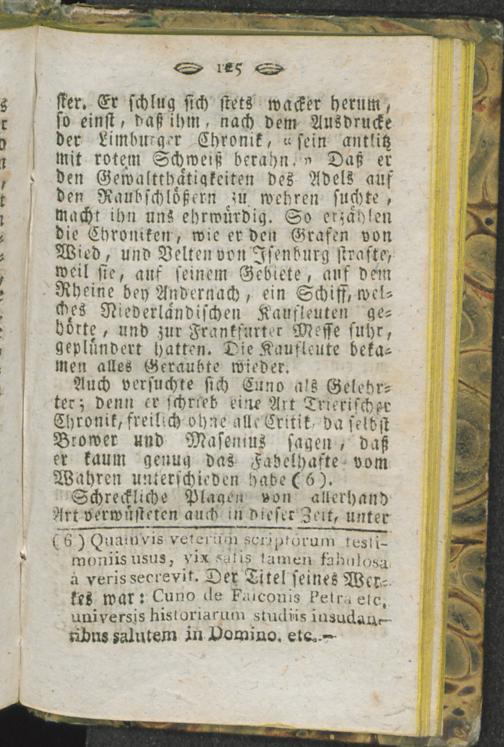 125
ster. Er schlug sich stets wacker herum,
so einst, daß ihm, nach dem Ausdrucke
der Limburger Chronik, « sein antlitz
mit rotem Schweiß berahn. » Daß er
den Gewaltthätigkeiten des Adels auf
den Raubschlößern zu wehren suchte,
macht ihn uns ehrwürdig. So erzählen
die Chroniken, wie er den Grafen von
Wied, und Velten von Isenburg strafte,
weil sie, auf seinem Gebiete, auf dem
Rheine bey Andernach, ein Schiff, wel-
ches Niederländischen Kaufleuten ge-
hörte, und zur Frankfurter Messe fuhr,
geplündert hatten. Die Kaufleute beka-
men alles Geraubte wieder.
Auch versuchte sich Cuno als Gelehr-
ter; denn er schrieb eine Art Trierischer
Chronik, freilich ohne alle Critik, da selbst
Brower und Masenius sagen, daß
er kaum genug das Fabelhafte vom
Wahren unterschieden habe (6).
Schreckliche Plagen von allerhand
Art verwüsteten auch in dieser Zeit, unter
(6) Quamvis veterum scriptorum testi-
moniis usus, vix satis tamen fabulosa
à veris secrevit. Der Titel seines Wer-
kes war: Cuno de Falconis Petra etc.
universis historiarum studiis insudan-
tibus salutem in Domino. etc. —